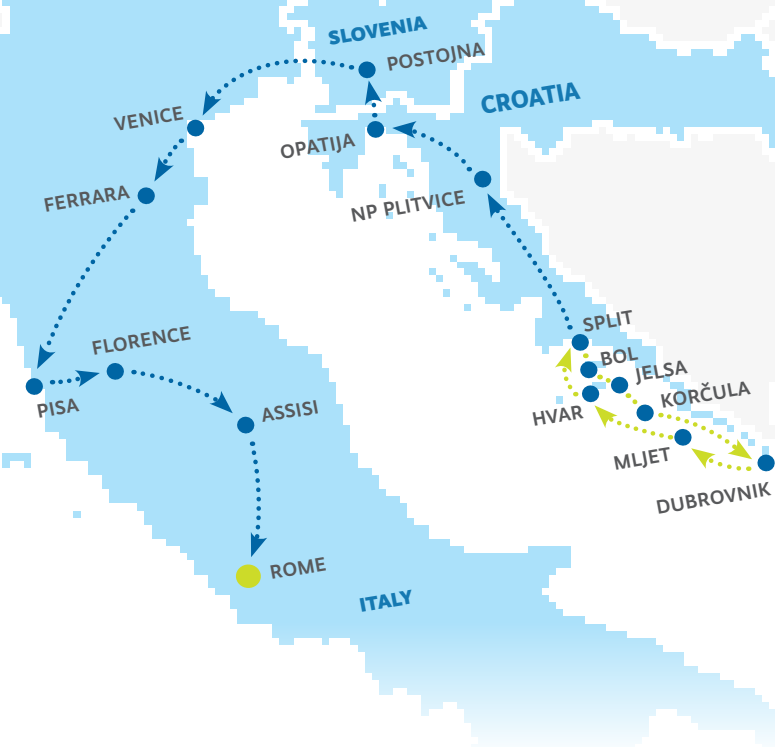 SLOVENIA
POSTOJNA
CROATIA
VENICE
OPATIJA
FERRARA
NP PLITVICE
SPLIT
FLORENCE
BOL
JELSA
PISA
KORČULA
ASSISI
HVAR
MLJET
DUBROVNIK
ROME
ITALY